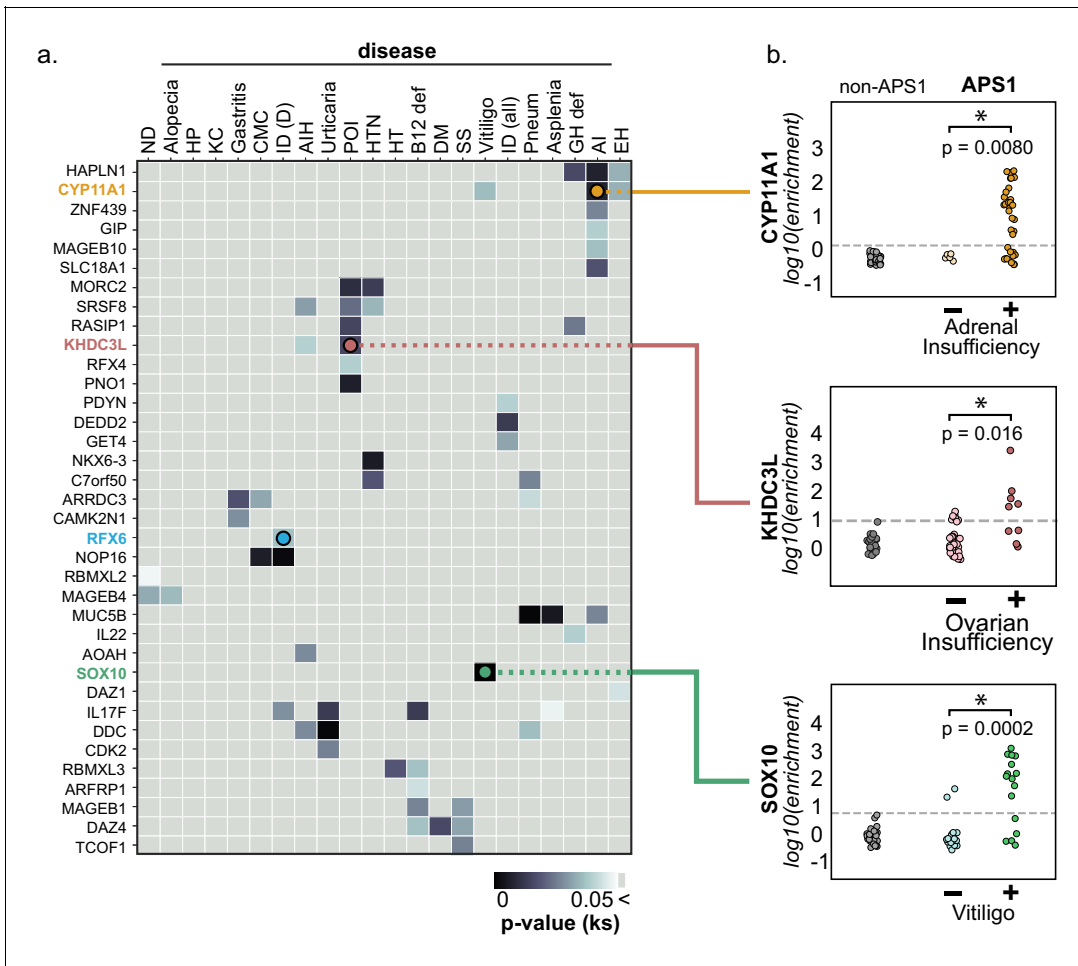 a.
disease
ND
Alopecia
HP
KC
Gastritis
CMC
ID (D)
AIH
Urticaria
POI
HTN
HT
B12 def
DM
SS
Vitiligo
ID (all)
Pneum
Asplenia
GH def
AI
EH
HAPLN1
CYP11A1
ZNF439
GIP
MAGEB10
SLC18A1
MORC2
SRSF8
RASIP1
KHDC3L
RFX4
PNO1
PDYN
DEDD2
GET4
NKX6-3
C7orf50
ARRDC3
CAMK2N1
RFX6
NOP16
RBMXL2
MAGEB4
MUC5B
IL22
AOAH
SOX10
DAZ1
IL17F
DDC
CDK2
RBMXL3
ARFRP1
MAGEB1
DAZ4
TCOF1
0 0.05 <
p-value (ks)
b.
non-APS1 APS1
*
p = 0.0080
CYP11A1
log10(enrichment)
3
2
1
0
-1
− +
Adrenal
Insufficiency
*
p = 0.016
KHDC3L
log10(enrichment)
4
3
2
1
0
− +
Ovarian
Insufficiency
*
p = 0.0002
SOX10
log10(enrichment)
4
3
2
1
0
-1
− +
Vitiligo